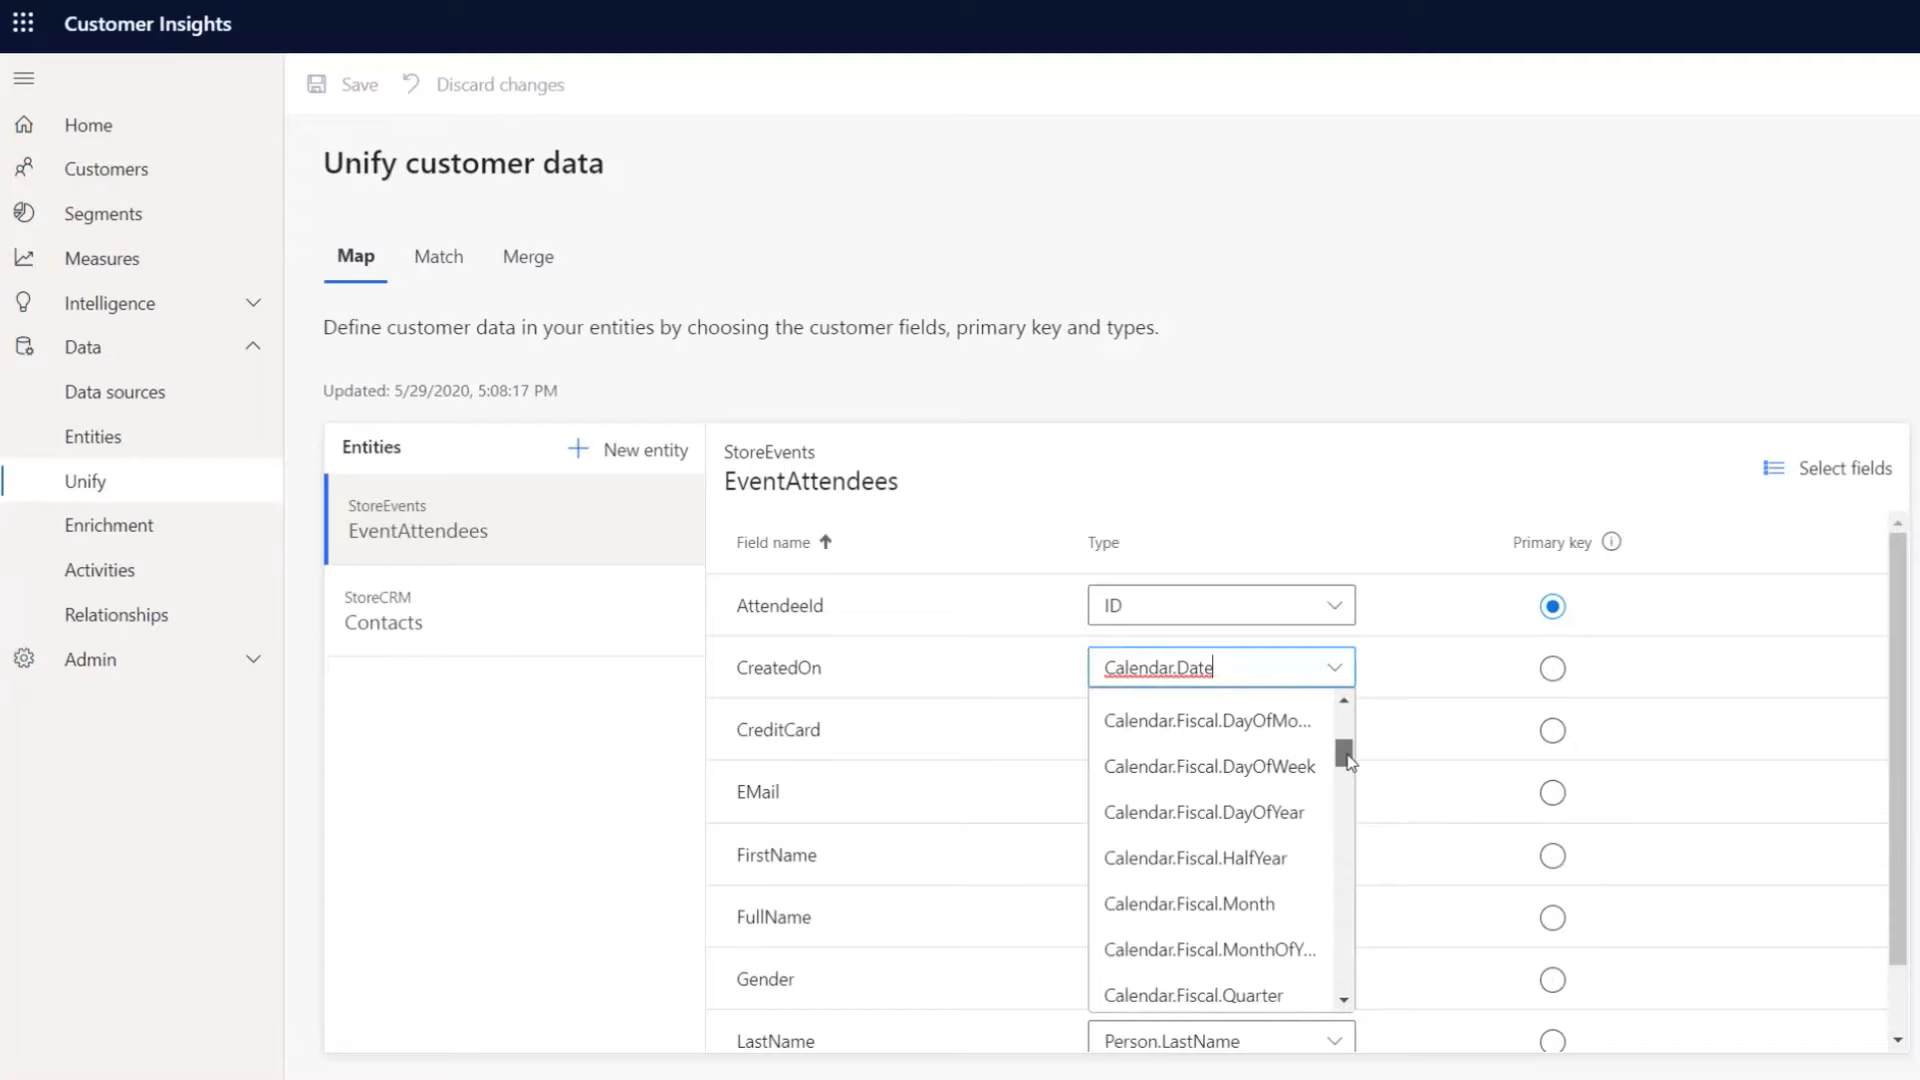 Customer Insights
Save
Discard changes
Home
Customers
Segments
Measures
Intelligence
Data
Data sources
Entities
Unify
Enrichment
Activities
Relationships
Admin
Unify customer data
Map
Match
Merge
Define customer data in your entities by choosing the customer fields, primary key and types.
Updated: 5/29/2020, 5:08:17 PM
Entities
New entity
StoreEvents
EventAttendees
StoreCRM
Contacts
StoreEvents
EventAttendees
Select fields
Field name
Type
Primary key
AttendeeId
ID
CreatedOn
Calendar.Date
Calendar.Fiscal.DayOfMo...
Calendar.Fiscal.DayOfWeek
Calendar.Fiscal.DayOfYear
Calendar.Fiscal.HalfYear
Calendar.Fiscal.Month
Calendar.Fiscal.MonthOfY...
Calendar.Fiscal.Quarter
CreditCard
EMail
FirstName
FullName
Gender
LastName
Person.LastName